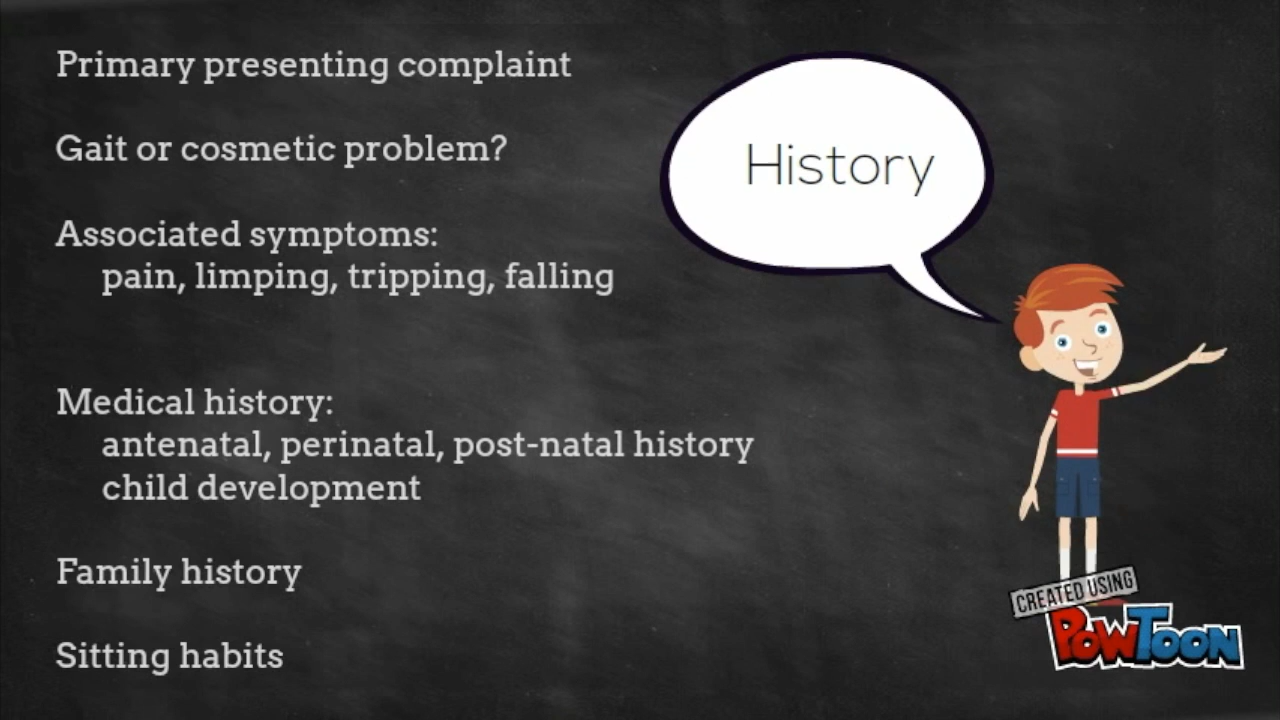 Primary presenting complaint
Gait or cosmetic problem?
Associated symptoms:
pain, limping, tripping, falling
Medical history:
antenatal, perinatal, post-natal history
child development
Family history
Sitting habits
History
CREATED USING
POWTOON